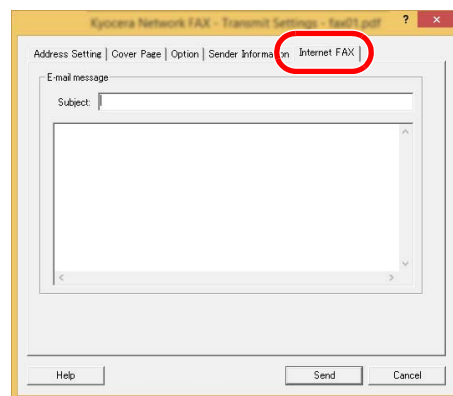 Kyocera Network FAX - Transmit Settings - fax01.pdf ? ×
Address Setting Cover Page Option Sender Information Internet FAX
E-mail message
Subject:
Help Send Cancel